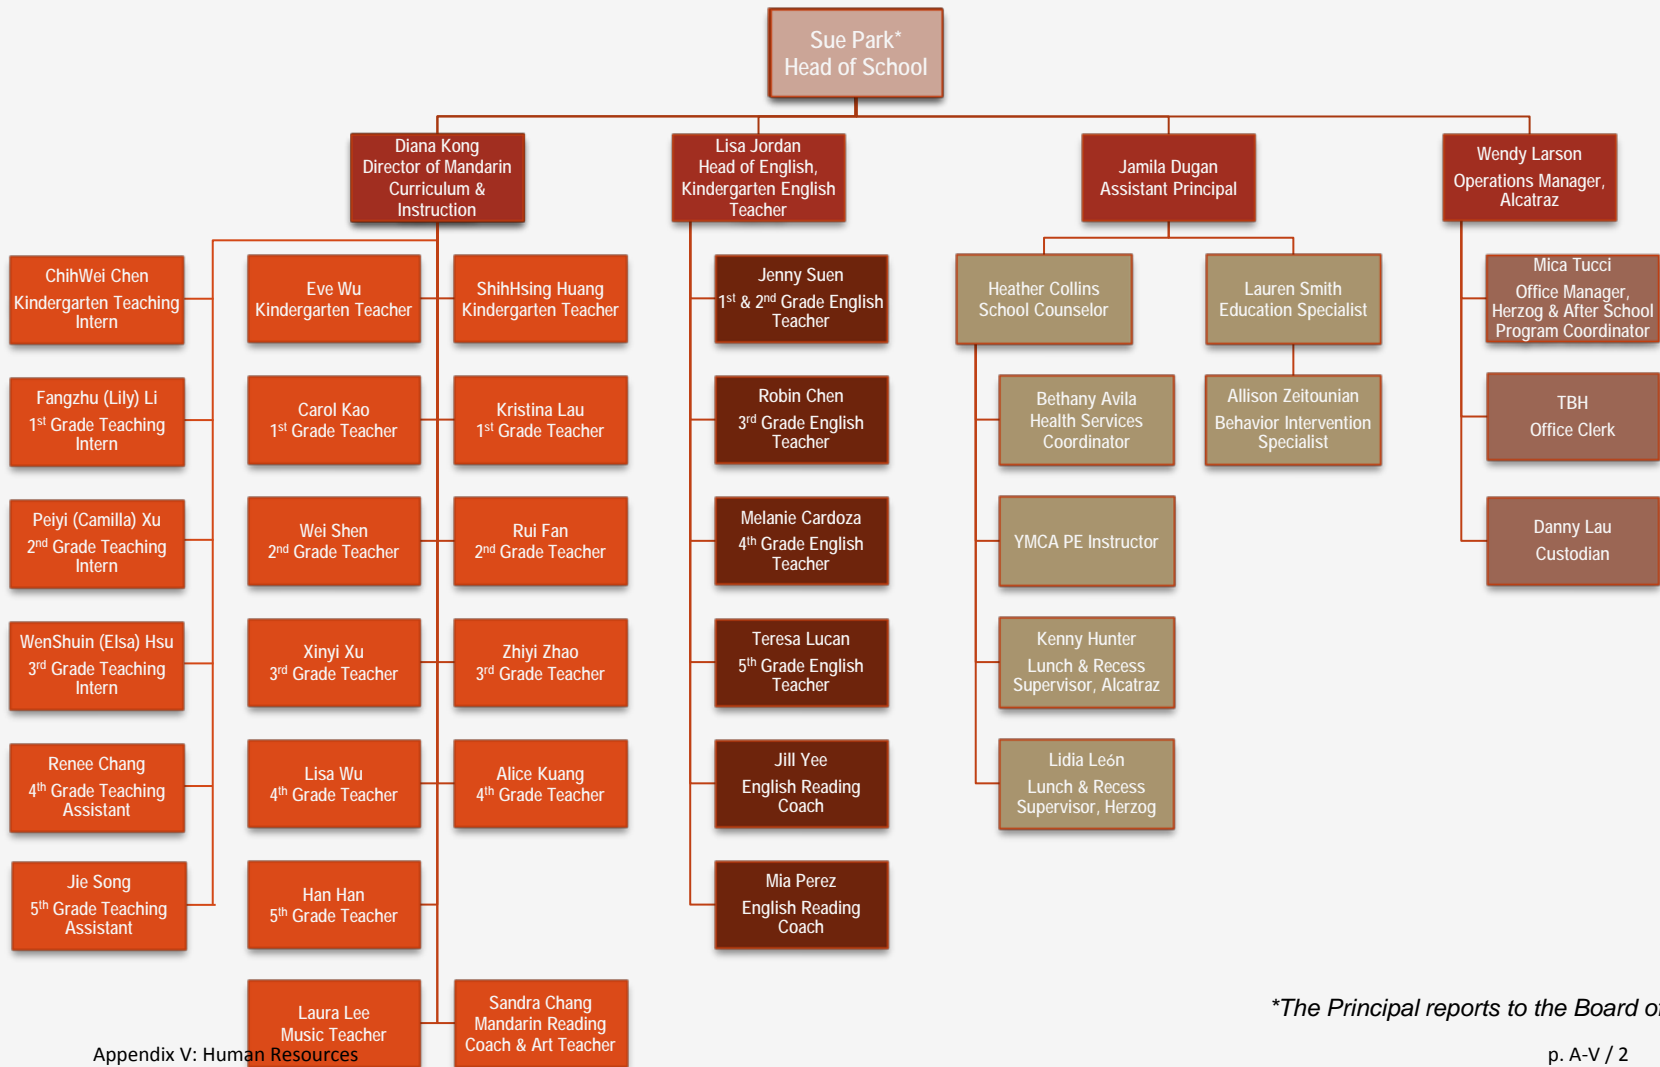 Sue Park*
Head of School
Diana Kong
Director of Mandarin
Curriculum &
Instruction
Lisa Jordan
Head of English,
Kindergarten English
Teacher
Jamila Dugan
Assistant Principal
Wendy Larson
Operations Manager,
Alcatraz
ChihWei Chen
Kindergarten Teaching
Intern
Fangzhu (Lily) Li
1st Grade Teaching
Intern
Peiyi (Camilla) Xu
2nd Grade Teaching
Intern
WenShuin (Elsa) Hsu
3rd Grade Teaching
Intern
Renee Chang
4th Grade Teaching
Assistant
Jie Song
5th Grade Teaching
Assistant
Eve Wu
Kindergarten Teacher
ShihHsing Huang
Kindergarten Teacher
Carol Kao
1st Grade Teacher
Kristina Lau
1st Grade Teacher
Wei Shen
2nd Grade Teacher
Rui Fan
2nd Grade Teacher
Xinyi Xu
3rd Grade Teacher
Zhiyi Zhao
3rd Grade Teacher
Lisa Wu
4th Grade Teacher
Alice Kuang
4th Grade Teacher
Han Han
5th Grade Teacher
Laura Lee
Music Teacher
Sandra Chang
Mandarin Reading
Coach & Art Teacher
Jenny Suen
1st & 2nd Grade English
Teacher
Robin Chen
3rd Grade English
Teacher
Melanie Cardoza
4th Grade English
Teacher
Teresa Lucan
5th Grade English
Teacher
Jill Yee
English Reading
Coach
Mia Perez
English Reading
Coach
Heather Collins
School Counselor
Lauren Smith
Education Specialist
Bethany Avila
Health Services
Coordinator
Allison Zeitounian
Behavior Intervention
Specialist
YMCA PE Instructor
Kenny Hunter
Lunch & Recess
Supervisor, Alcatraz
Lidia León
Lunch & Recess
Supervisor, Herzog
Mica Tucci
Office Manager,
Herzog & After School
Program Coordinator
TBH
Office Clerk
Danny Lau
Custodian
*The Principal reports to the Board of
Appendix V: Human Resources
p. A-V / 2